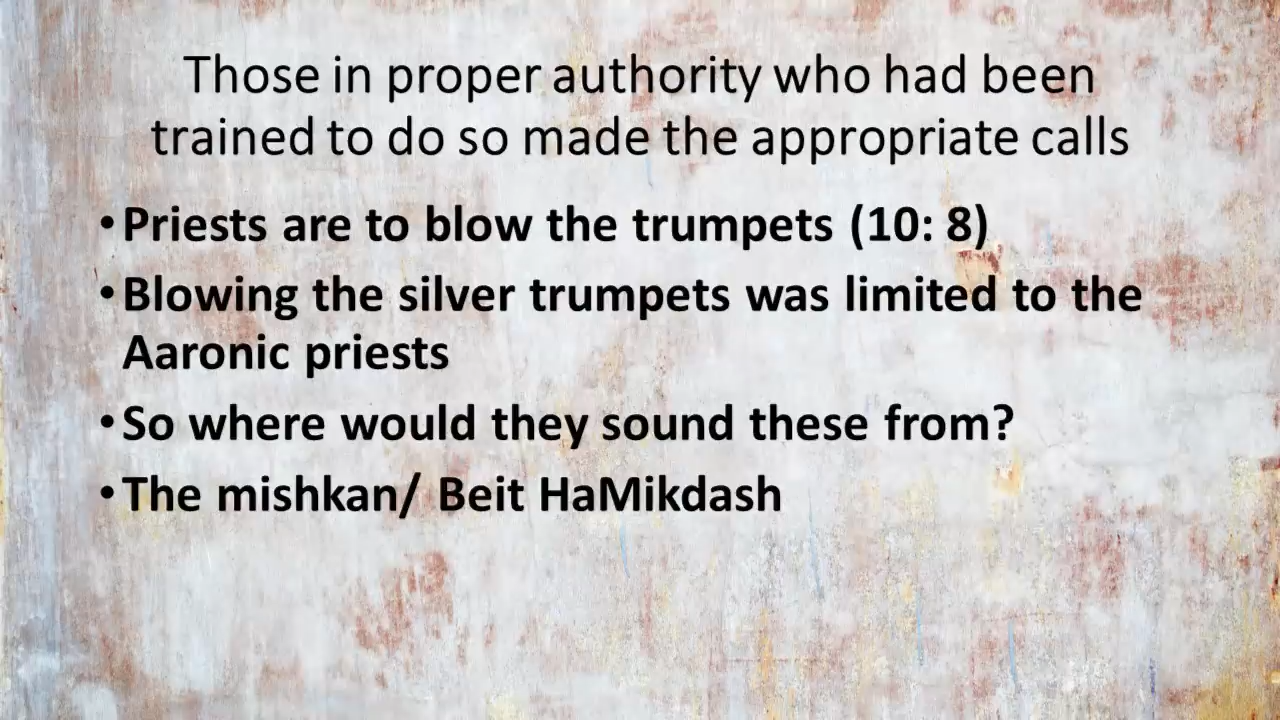 Those in proper authority who had been
trained to do so made the appropriate calls
•Priests are to blow the trumpets (10: 8)
•Blowing the silver trumpets was limited to the
Aaronic priests
•So where would they sound these from?
•The mishkan/ Beit HaMikdash